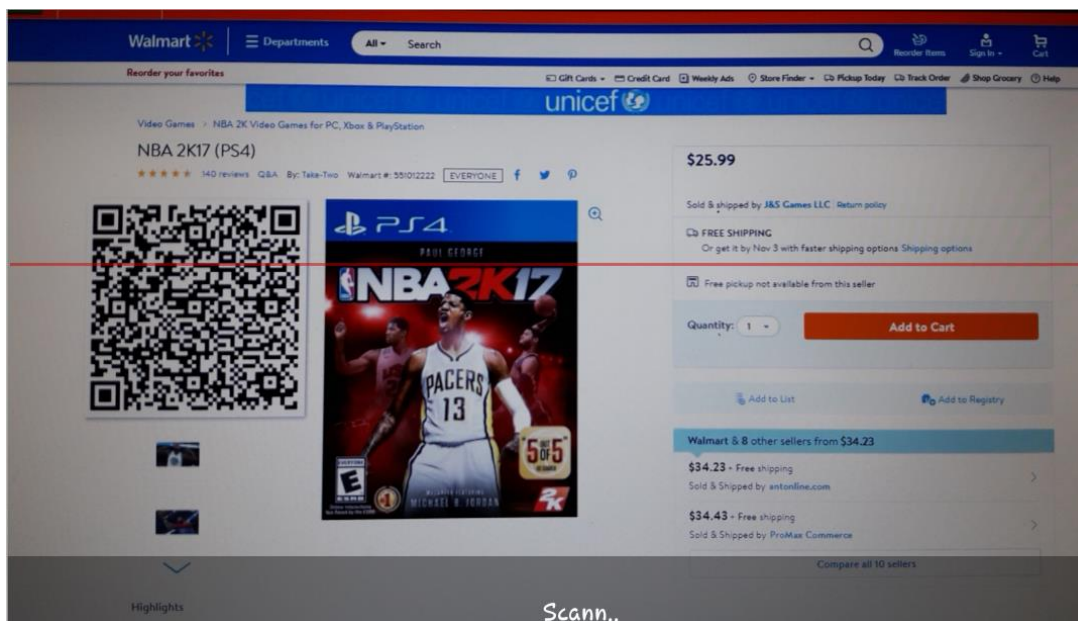 Walmart
Departments
All
Search
Reorder Items
Sign In
Cart
Reorder your favorites
Gift Cards
Credit Card
Weekly Ads
Store Finder
Pickup Today
Track Order
Shop Grocery
Help
unicef
Video Games > NBA 2K Video Games for PC, Xbox & PlayStation
NBA 2K17 (PS4)
140 reviews Q&A By: Take-Two Walmart #: 551012222 EVERYONE
PS4
PAUL GEORGE
NBA 2K17
PACERS
13
"5 OUT OF 5"
EVERYONE
E
ESRB
#1
MICHAEL B. JORDAN
2K
$25.99
Sold & shipped by J&S Games LLC Return policy
FREE SHIPPING
Or get it by Nov 3 with faster shipping options Shipping options
Free pickup not available from this seller
Quantity: 1
Add to Cart
Add to List
Add to Registry
Walmart & 8 other sellers from $34.23
$34.23 - Free shipping
Sold & Shipped by antonline.com
$34.43 - Free shipping
Sold & Shipped by ProMax Commerce
Compare all 10 sellers
Highlights
Scann..